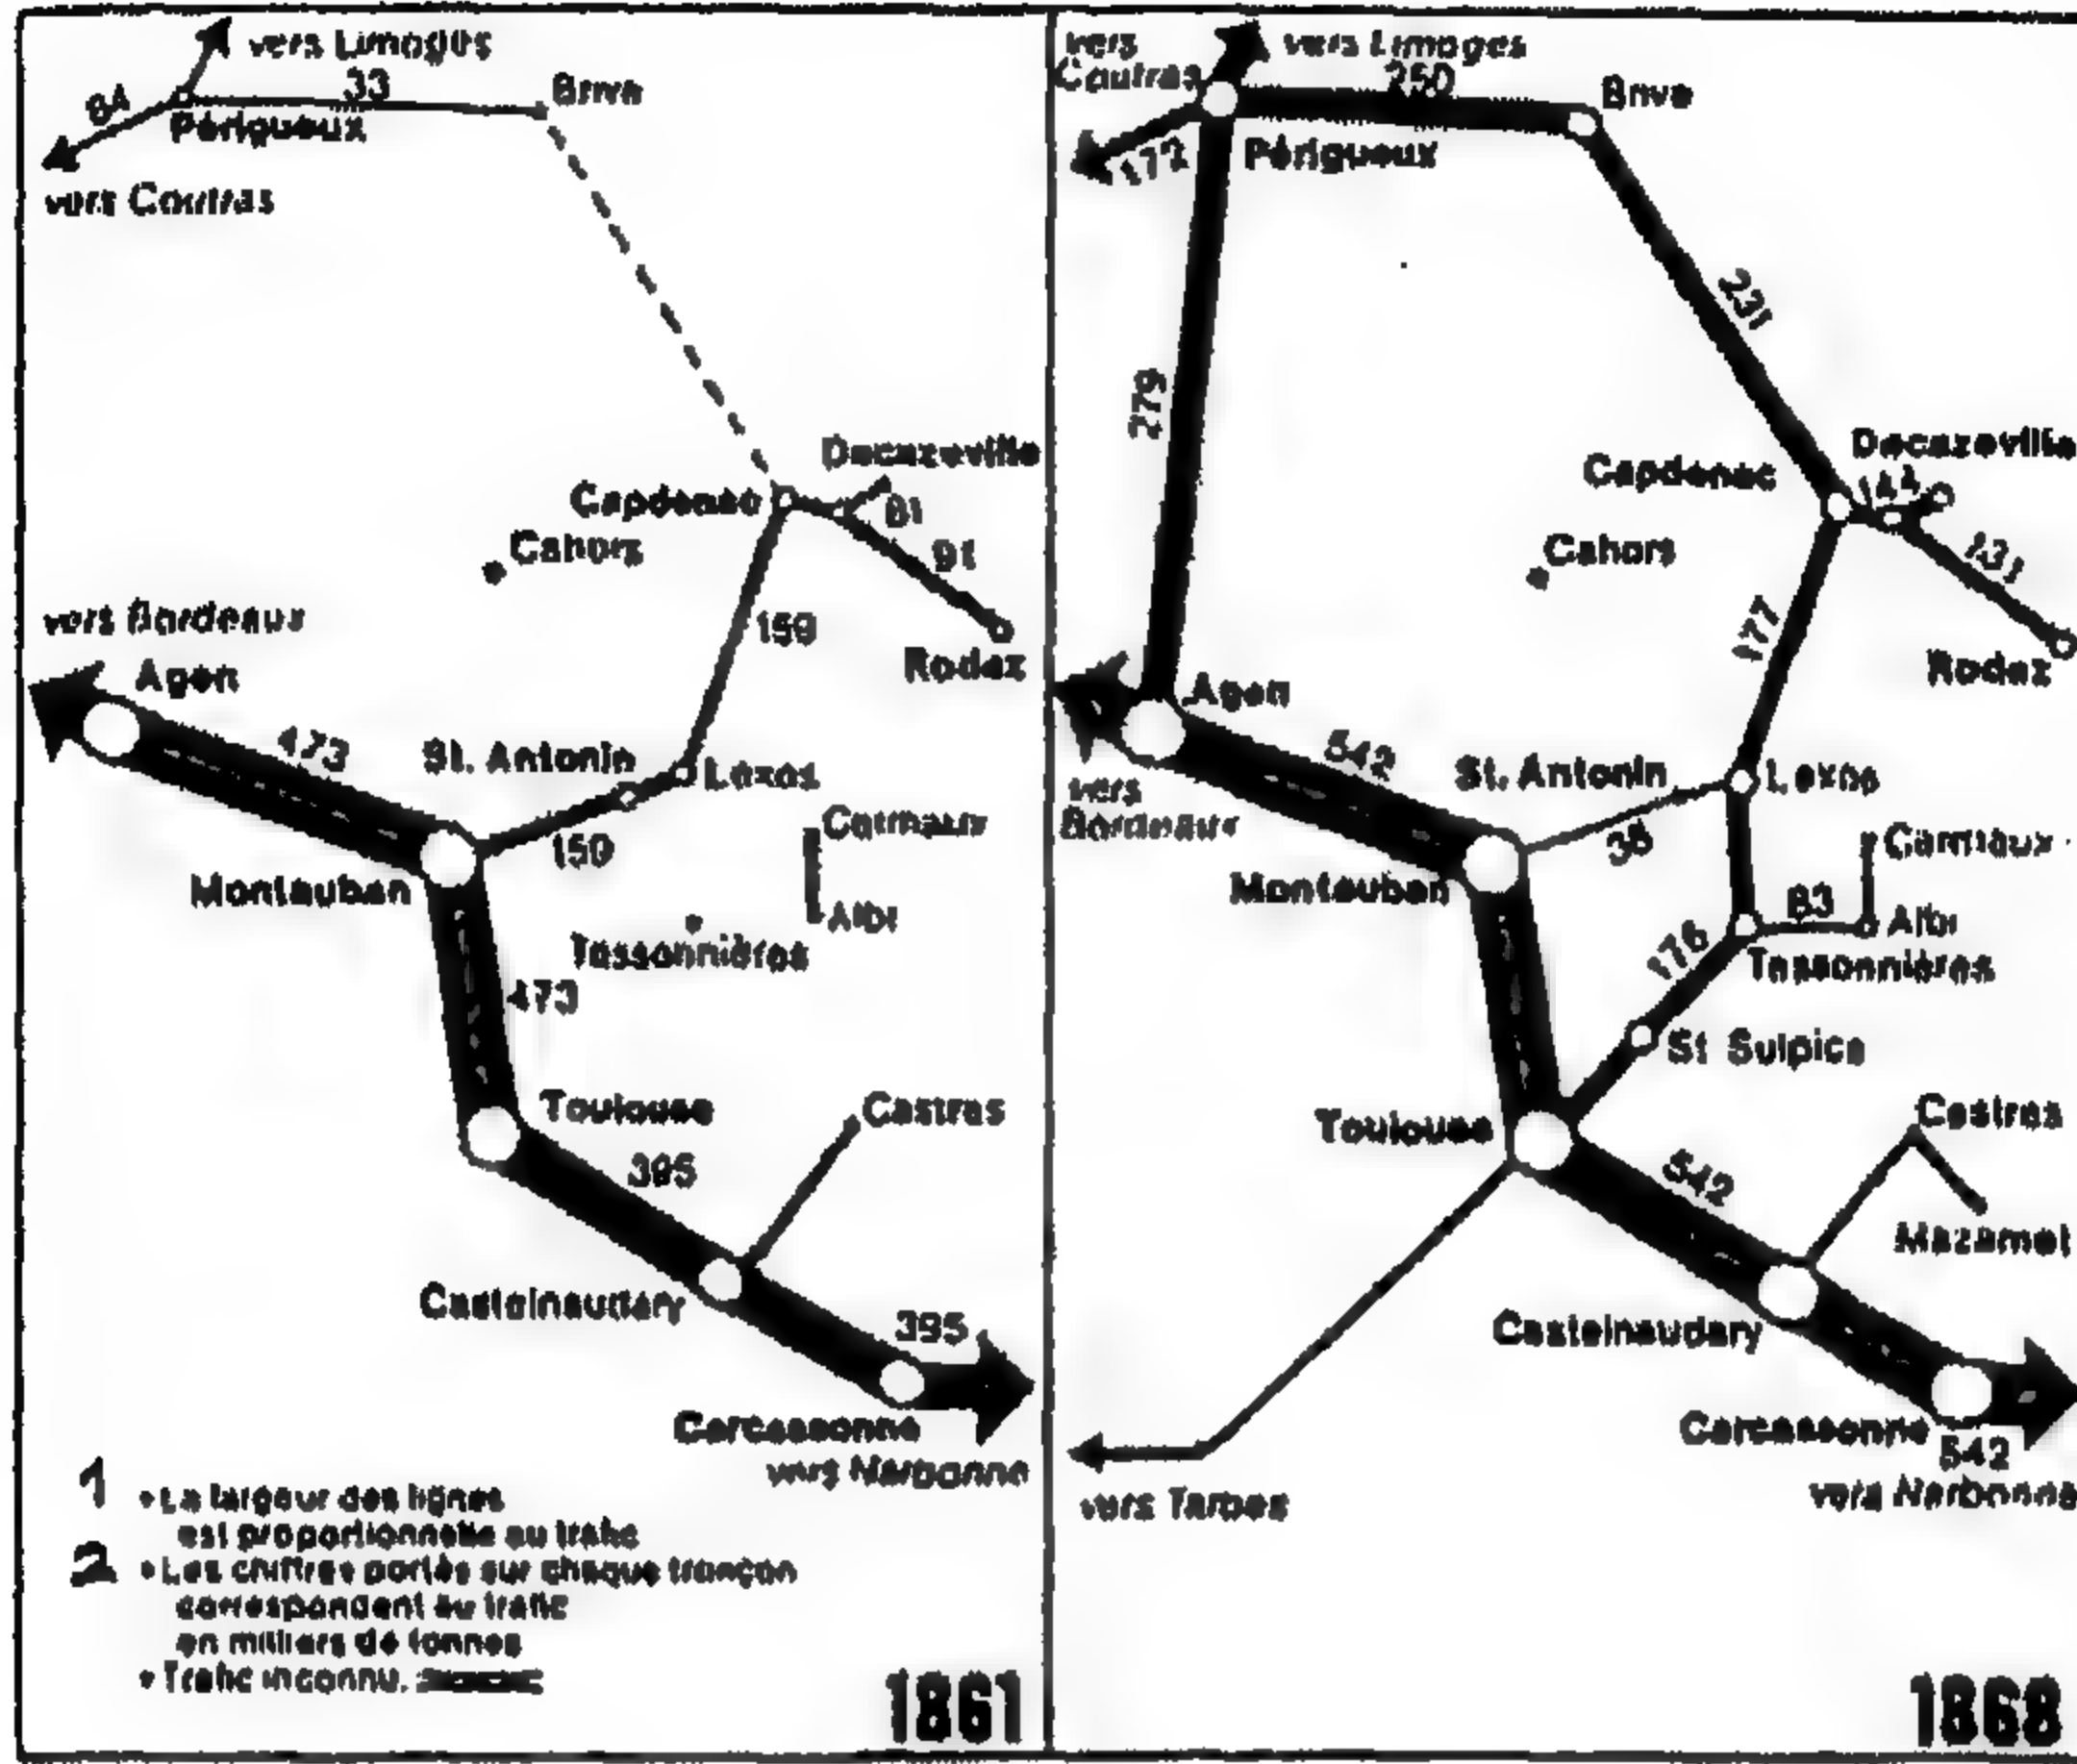 vers Limoges
33
Brive
84
Périgueux
vers Coutras
Decazeville
Capdenac
81
Cahors
91
vers Bordeaux
159
Agen
Rodez
473
St. Antonin
Lexos
Carmaux
150
Montauban
Albi
Tessonnières
473
Toulouse
Castres
395
Castelnaudary
395
Carcassonne
vers Narbonne
1
• La largeur des lignes
est proportionnelle au trafic
2
• Les chiffres portés sur chaque tronçon
correspondent au trafic
en milliers de tonnes
• Trafic inconnu.
1861
vers
Coutras
vers Limoges
250
Brive
172
Périgueux
231
279
Decazeville
Capdenac
144
Cahors
131
177
Rodez
Agen
542
St. Antonin
Lexos
vers
Bordeaux
38
Carmaux
Montauban
83
Albi
176
Tessonnières
St Sulpice
Toulouse
Castres
542
Mazamet
Castelnaudary
Carcassonne
542
vers Narbonne
vers Tarbes
1868